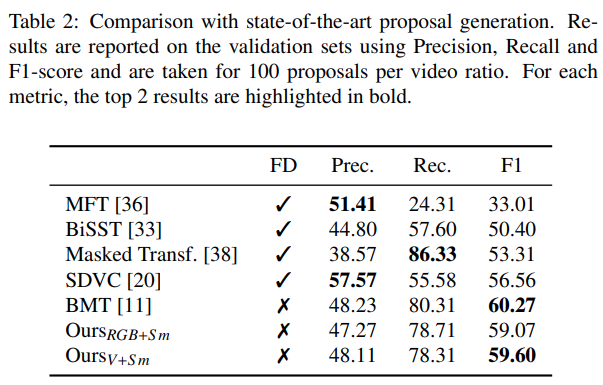 Table 2: Comparison with state-of-the-art proposal generation. Re-
sults are reported on the validation sets using Precision, Recall and
F1-score and are taken for 100 proposals per video ratio. For each
metric, the top 2 results are highlighted in bold.
FD Prec. Rec. F1
MFT [36] ✓ 51.41 24.31 33.01
BiSST [33] ✓ 44.80 57.60 50.40
Masked Transf. [38] ✓ 38.57 86.33 53.31
SDVC [20] ✓ 57.57 55.58 56.56
BMT [11] ✗ 48.23 80.31 60.27
OursRGB+Sm ✗ 47.27 78.71 59.07
OursV+Sm ✗ 48.11 78.31 59.60